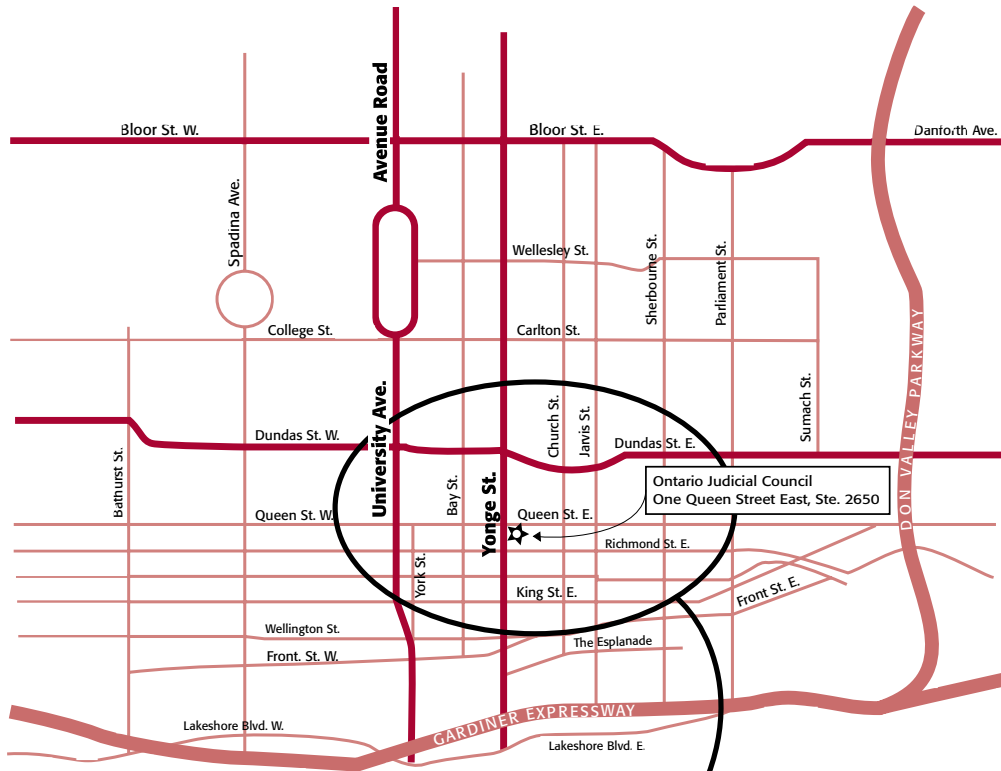 Avenue Road
Bloor St. W.
Bloor St. E.
Danforth Ave.
Spadina Ave.
Wellesley St.
Sherbourne St.
Parliament St.
College St.
Carlton St.
DON VALLEY PARKWAY
University Ave.
Church St.
Jarvis St.
Sumach St.
Dundas St. W.
Dundas St. E.
Bathurst St.
Bay St.
Yonge St.
Ontario Judicial Council
One Queen Street East, Ste. 2650
Queen St. W.
Queen St. E.
Richmond St. E.
York St.
King St. E.
Front St. E.
Wellington St.
The Esplanade
Front. St. W.
GARDINER EXPRESSWAY
Lakeshore Blvd. W.
Lakeshore Blvd. E.